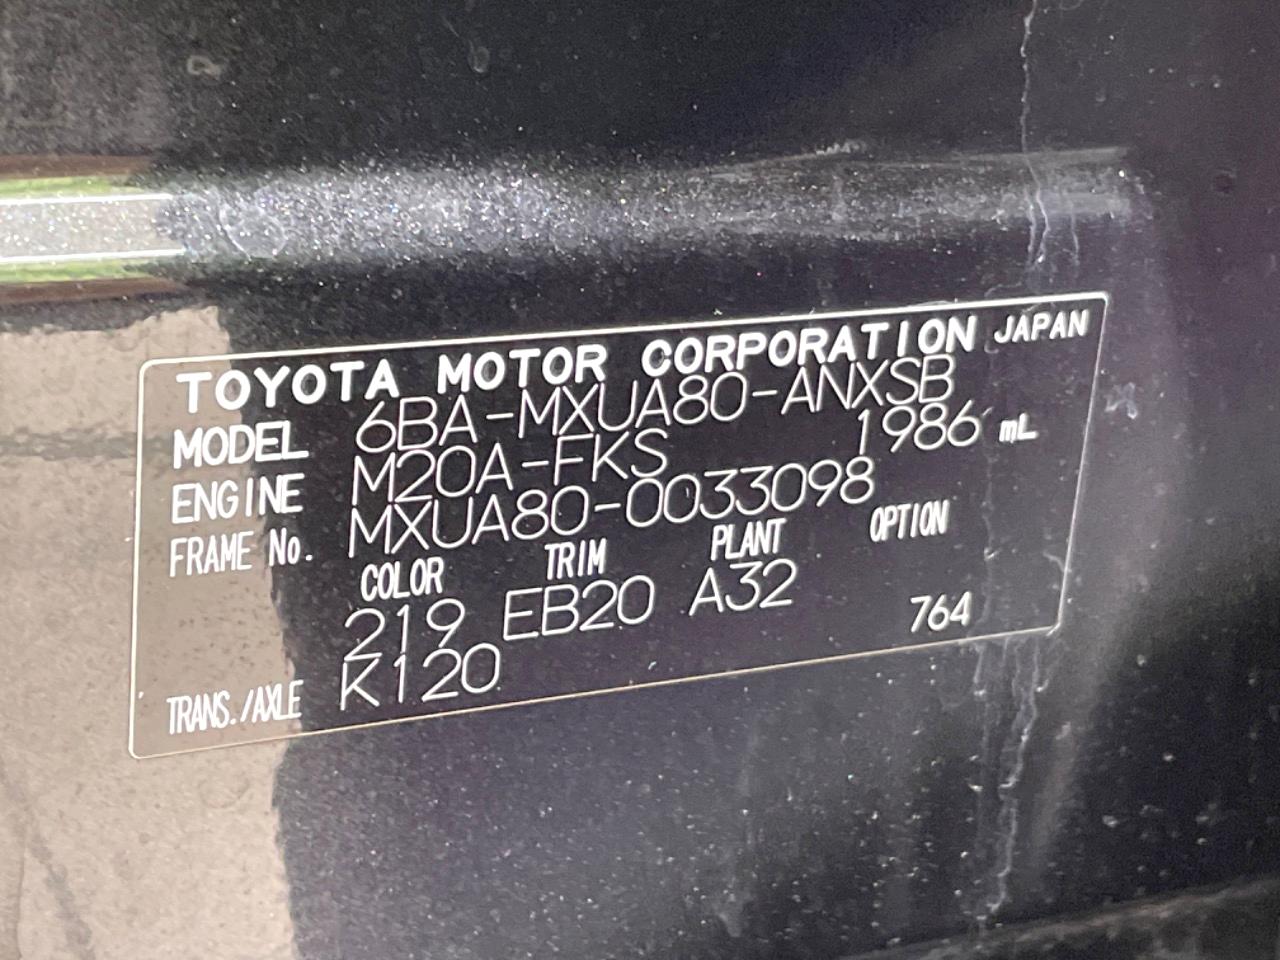 TOYOTA MOTOR CORPORATION JAPAN
MODEL 6BA-MXUA80-ANXSB
ENGINE M20A-FKS 1986 mL
FRAME No. MXUA80-0033098
COLOR TRIM PLANT OPTION
219 EB20 A32 764
TRANS./AXLE K120